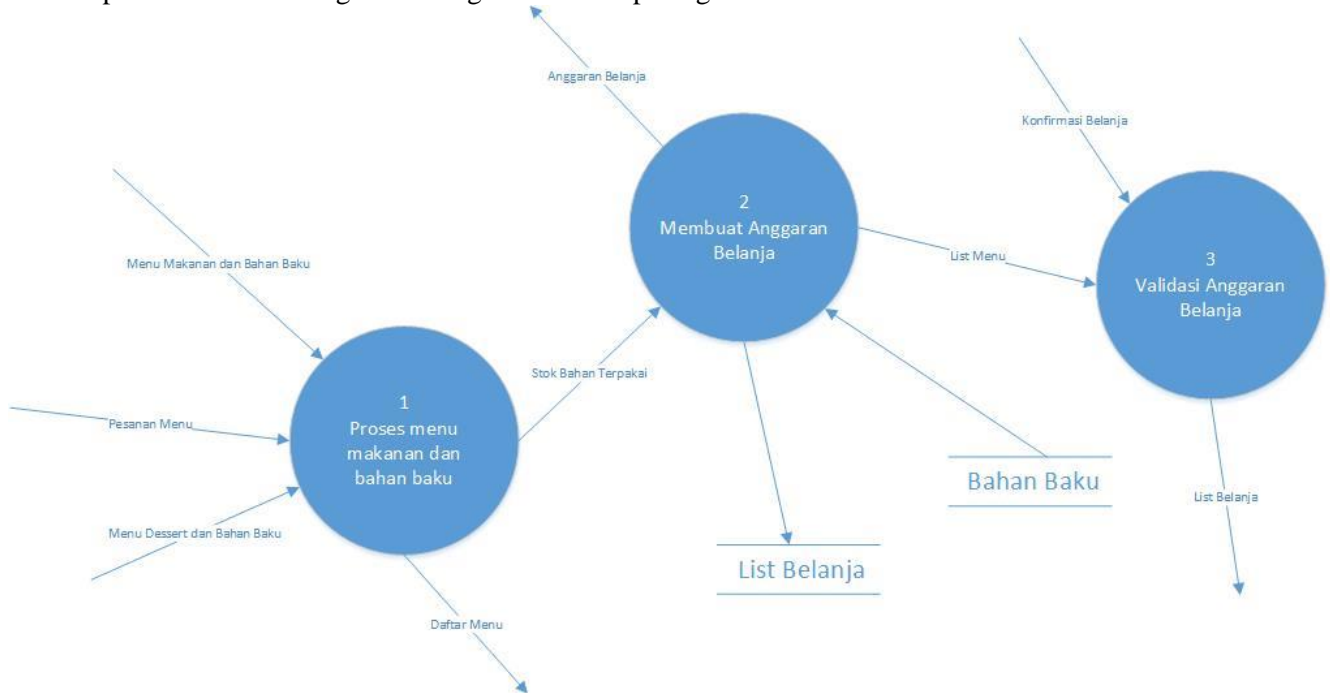 Anggaran Belanja
Konfirmasi Belanja
2
Membuat Anggaran
Belanja
Menu Makanan dan Bahan Baku
List Menu
3
Validasi Anggaran
Belanja
Stok Bahan Terpakai
1
Proses menu
makanan dan
bahan baku
Pesanan Menu
Bahan Baku
List Belanja
Menu Dessert dan Bahan Baku
List Belanja
Daftar Menu